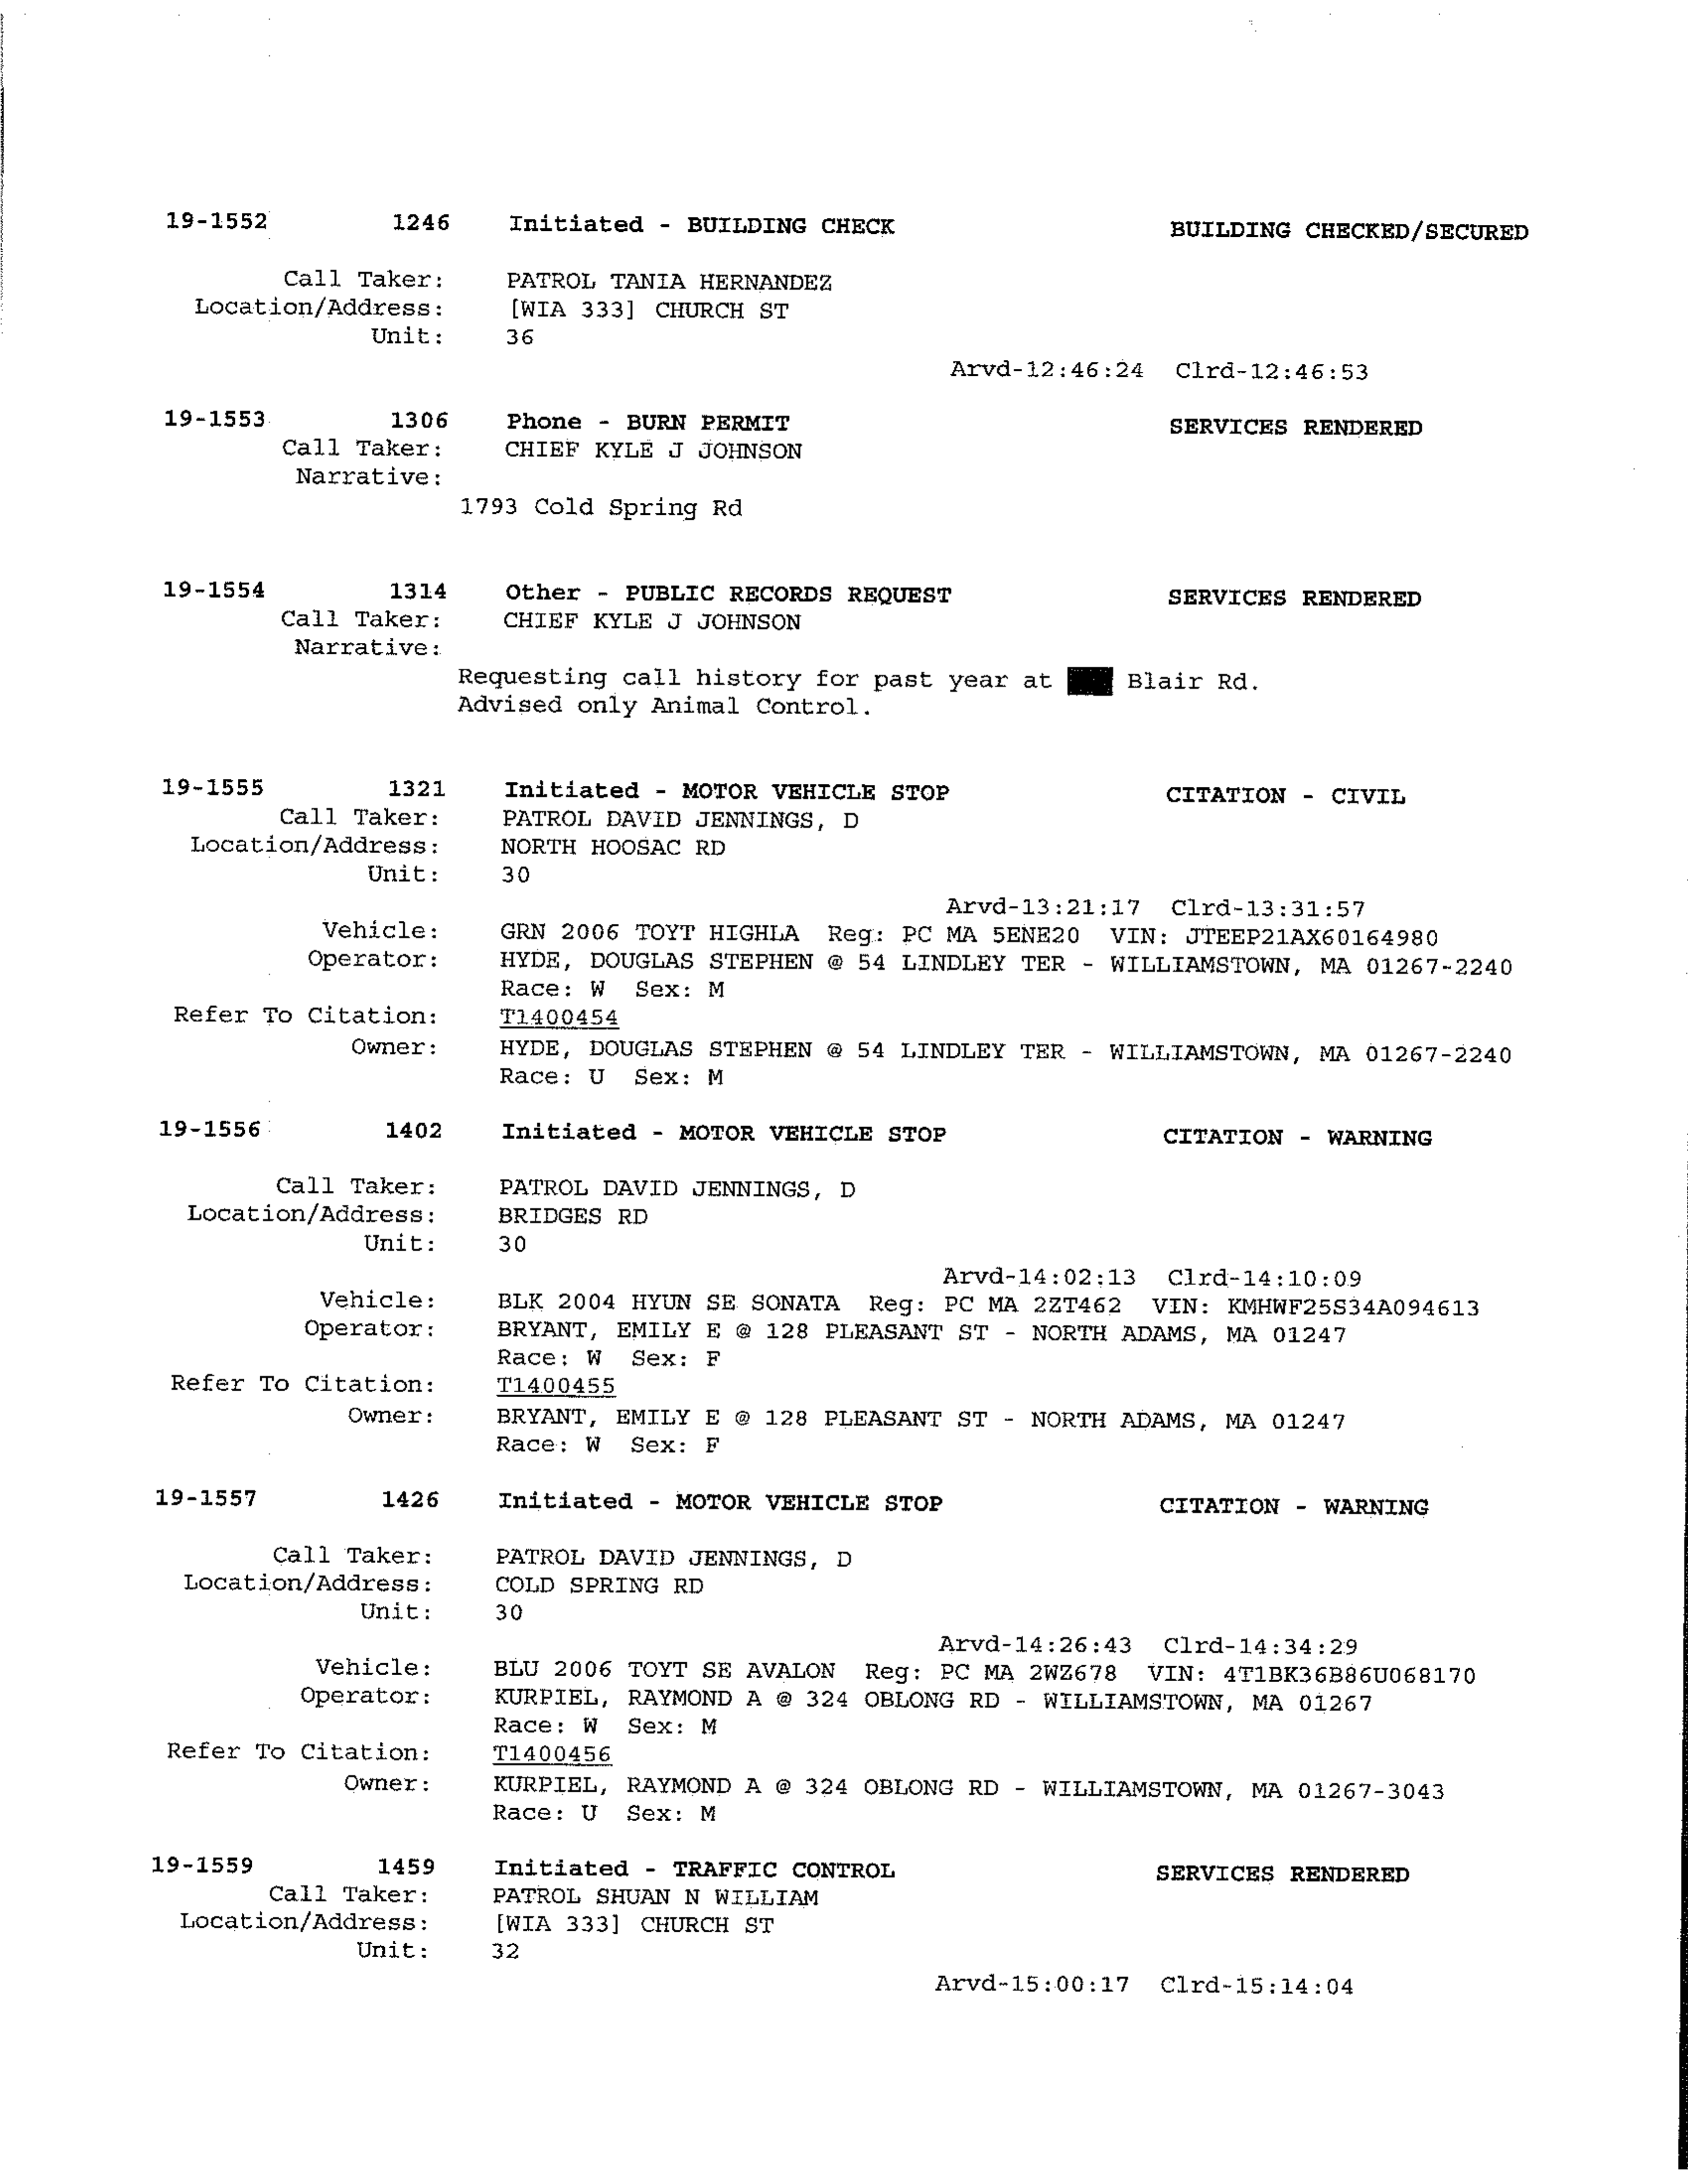 19-1552 1246 Initiated - BUILDING CHECK BUILDING CHECKED/SECURED
Call Taker: PATROL TANIA HERNANDEZ
Location/Address: [WIA 333] CHURCH ST
Unit: 36
Arvd-12:46:24 Clrd-12:46:53
19-1553 1306 Phone - BURN PERMIT SERVICES RENDERED
Call Taker: CHIEF KYLE J JOHNSON
Narrative:
1793 Cold Spring Rd
19-1554 1314 Other - PUBLIC RECORDS REQUEST SERVICES RENDERED
Call Taker: CHIEF KYLE J JOHNSON
Narrative:
Requesting call history for past year at Blair Rd.
Advised only Animal Control.
19-1555 1321 Initiated - MOTOR VEHICLE STOP CITATION - CIVIL
Call Taker: PATROL DAVID JENNINGS, D
Location/Address: NORTH HOOSAC RD
Unit: 30
Arvd-13:21:17 Clrd-13:31:57
Vehicle: GRN 2006 TOYT HIGHLA Reg: PC MA 5ENE20 VIN: JTEEP21AX60164980
Operator: HYDE, DOUGLAS STEPHEN @ 54 LINDLEY TER - WILLIAMSTOWN, MA 01267-2240
Race: W Sex: M
Refer To Citation: T1400454
Owner: HYDE, DOUGLAS STEPHEN @ 54 LINDLEY TER - WILLIAMSTOWN, MA 01267-2240
Race: U Sex: M
19-1556 1402 Initiated - MOTOR VEHICLE STOP CITATION - WARNING
Call Taker: PATROL DAVID JENNINGS, D
Location/Address: BRIDGES RD
Unit: 30
Arvd-14:02:13 Clrd-14:10:09
Vehicle: BLK 2004 HYUN SE SONATA Reg: PC MA 2ZT462 VIN: KMHWF25S34A094613
Operator: BRYANT, EMILY E @ 128 PLEASANT ST - NORTH ADAMS, MA 01247
Race: W Sex: F
Refer To Citation: T1400455
Owner: BRYANT, EMILY E @ 128 PLEASANT ST - NORTH ADAMS, MA 01247
Race: W Sex: F
19-1557 1426 Initiated - MOTOR VEHICLE STOP CITATION - WARNING
Call Taker: PATROL DAVID JENNINGS, D
Location/Address: COLD SPRING RD
Unit: 30
Arvd-14:26:43 Clrd-14:34:29
Vehicle: BLU 2006 TOYT SE AVALON Reg: PC MA 2WZ678 VIN: 4T1BK36B86U068170
Operator: KURPIEL, RAYMOND A @ 324 OBLONG RD - WILLIAMSTOWN, MA 01267
Race: W Sex: M
Refer To Citation: T1400456
Owner: KURPIEL, RAYMOND A @ 324 OBLONG RD - WILLIAMSTOWN, MA 01267-3043
Race: U Sex: M
19-1559 1459 Initiated - TRAFFIC CONTROL SERVICES RENDERED
Call Taker: PATROL SHUAN N WILLIAM
Location/Address: [WIA 333] CHURCH ST
Unit: 32
Arvd-15:00:17 Clrd-15:14:04